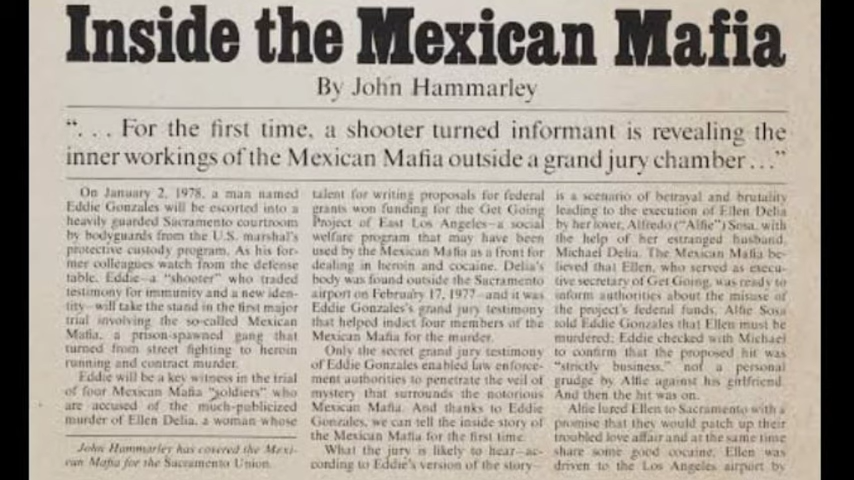 Inside the Mexican Mafia
By John Hammarley
“. . . For the first time, a shooter turned informant is revealing the
inner workings of the Mexican Mafia outside a grand jury chamber . . .”
On January 2, 1978, a man named
Eddie Gonzales will be escorted into a
heavily guarded Sacramento courtroom
by bodyguards from the U.S. marshal's
protective custody program. As his for-
mer colleagues watch from the defense
table, Eddie—a “shooter” who traded
testimony for immunity and a new iden-
tity—will take the stand in the first major
trial involving the so-called Mexican
Mafia, a prison-spawned gang that
turned from street fighting to heroin
running and contract murder.
Eddie will be a key witness in the trial
of four Mexican Mafia “soldiers” who
are accused of the much-publicized
murder of Ellen Delia, a woman whose
John Hammarley has covered the Mexi-
can Mafia for the Sacramento Union.
talent for writing proposals for federal
grants won funding for the Get Going
Project of East Los Angeles—a social
welfare program that may have been
used by the Mexican Mafia as a front for
dealing in heroin and cocaine. Delia's
body was found outside the Sacramento
airport on February 17, 1977—and it was
Eddie Gonzales's grand jury testimony
that helped indict four members of the
Mexican Mafia for the murder.
Only the secret grand jury testimony
of Eddie Gonzales enabled law enforce-
ment authorities to penetrate the veil of
mystery that surrounds the notorious
Mexican Mafia. And thanks to Eddie
Gonzales, we can tell the inside story of
the Mexican Mafia for the first time.
What the jury is likely to hear—ac-
cording to Eddie's version of the story—
is a scenario of betrayal and brutality
leading to the execution of Ellen Delia
by her lover, Alfredo (“Alfie”) Sosa, with
the help of her estranged husband,
Michael Delia. The Mexican Mafia be-
lieved that Ellen, who served as execu-
tive secretary of Get Going, was ready to
inform authorities about the misuse of
the project's federal funds. Alfie Sosa
told Eddie Gonzales that Ellen must be
murdered; Eddie checked with Michael
to confirm that the proposed hit was
“strictly business,” not a personal
grudge by Alfie against his girlfriend.
And then the hit was on.
Alfie lured Ellen to Sacramento with a
promise that they would patch up their
troubled love affair and at the same time
share some good cocaine. Ellen was
driven to the Los Angeles airport by